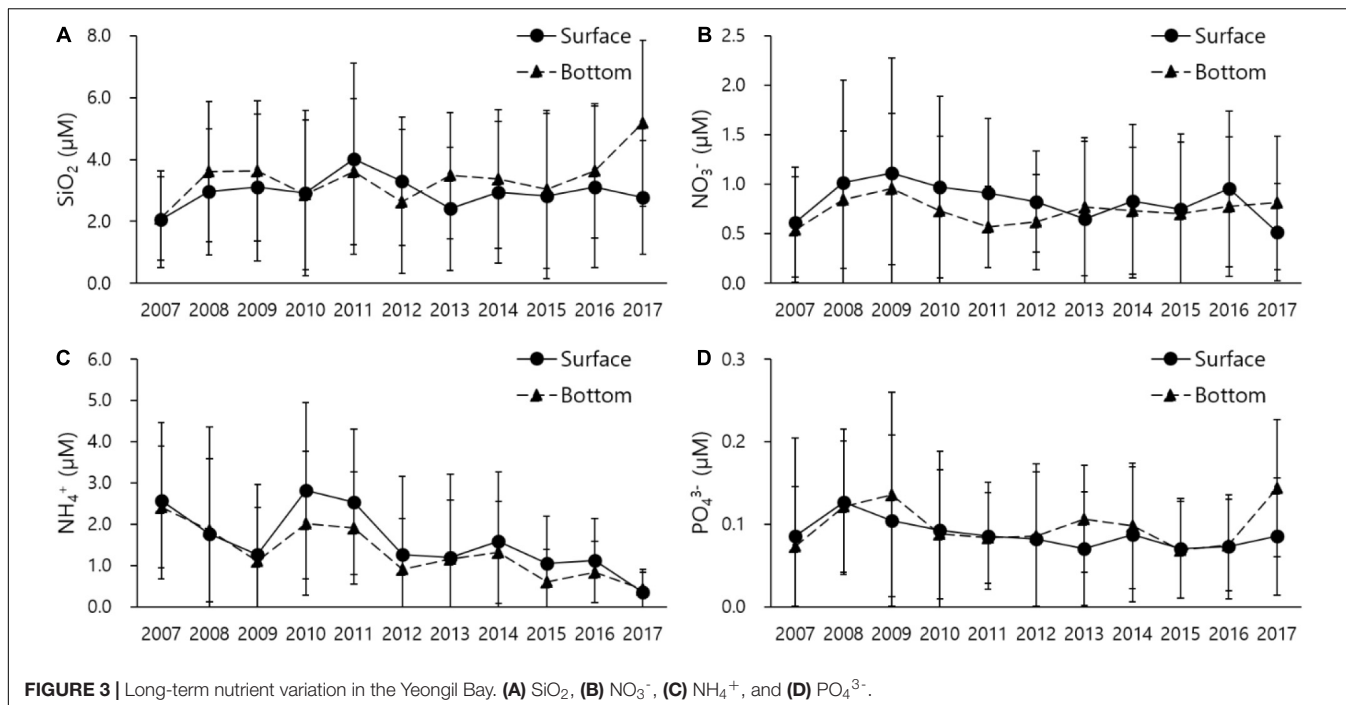 A
8.0
6.0
4.0
2.0
0.0
SiO₂ (µM)
Surface
Bottom
2007 2008 2009 2010 2011 2012 2013 2014 2015 2016 2017
B
2.5
2.0
1.5
1.0
0.5
0.0
NO₃⁻ (µM)
Surface
Bottom
2007 2008 2009 2010 2011 2012 2013 2014 2015 2016 2017
C
6.0
5.0
4.0
3.0
2.0
1.0
0.0
NH₄⁺ (µM)
Surface
Bottom
2007 2008 2009 2010 2011 2012 2013 2014 2015 2016 2017
D
0.3
0.2
0.1
0.0
PO₄³⁻ (µM)
Surface
Bottom
2007 2008 2009 2010 2011 2012 2013 2014 2015 2016 2017
FIGURE 3 | Long-term nutrient variation in the Yeongil Bay. (A) SiO₂, (B) NO₃⁻, (C) NH₄⁺, and (D) PO₄³⁻.